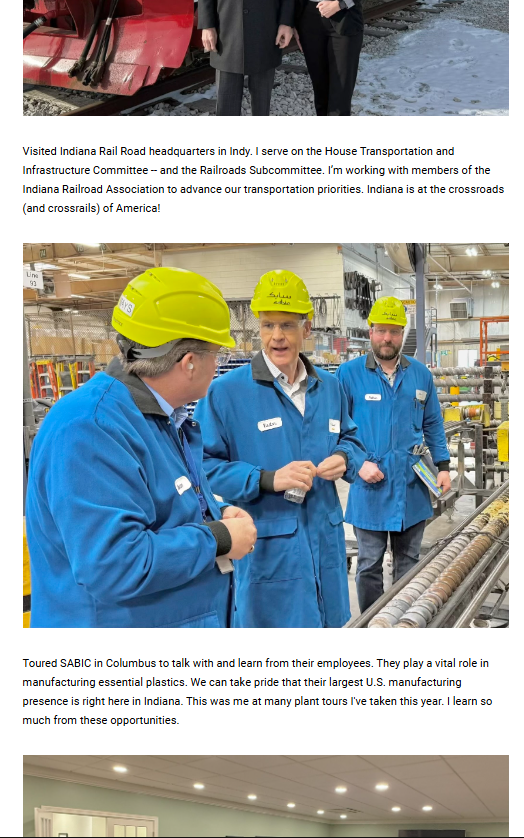 Visited Indiana Rail Road headquarters in Indy. I serve on the House Transportation and
Infrastructure Committee -- and the Railroads Subcommittee. I'm working with members of the
Indiana Railroad Association to advance our transportation priorities. Indiana is at the crossroads
(and crossrails) of America!
Line
93
سابک
Toured SABIC in Columbus to talk with and learn from their employees. They play a vital role in
manufacturing essential plastics. We can take pride that their largest U.S. manufacturing
presence is right here in Indiana. This was me at many plant tours I've taken this year. I learn so
much from these opportunities.